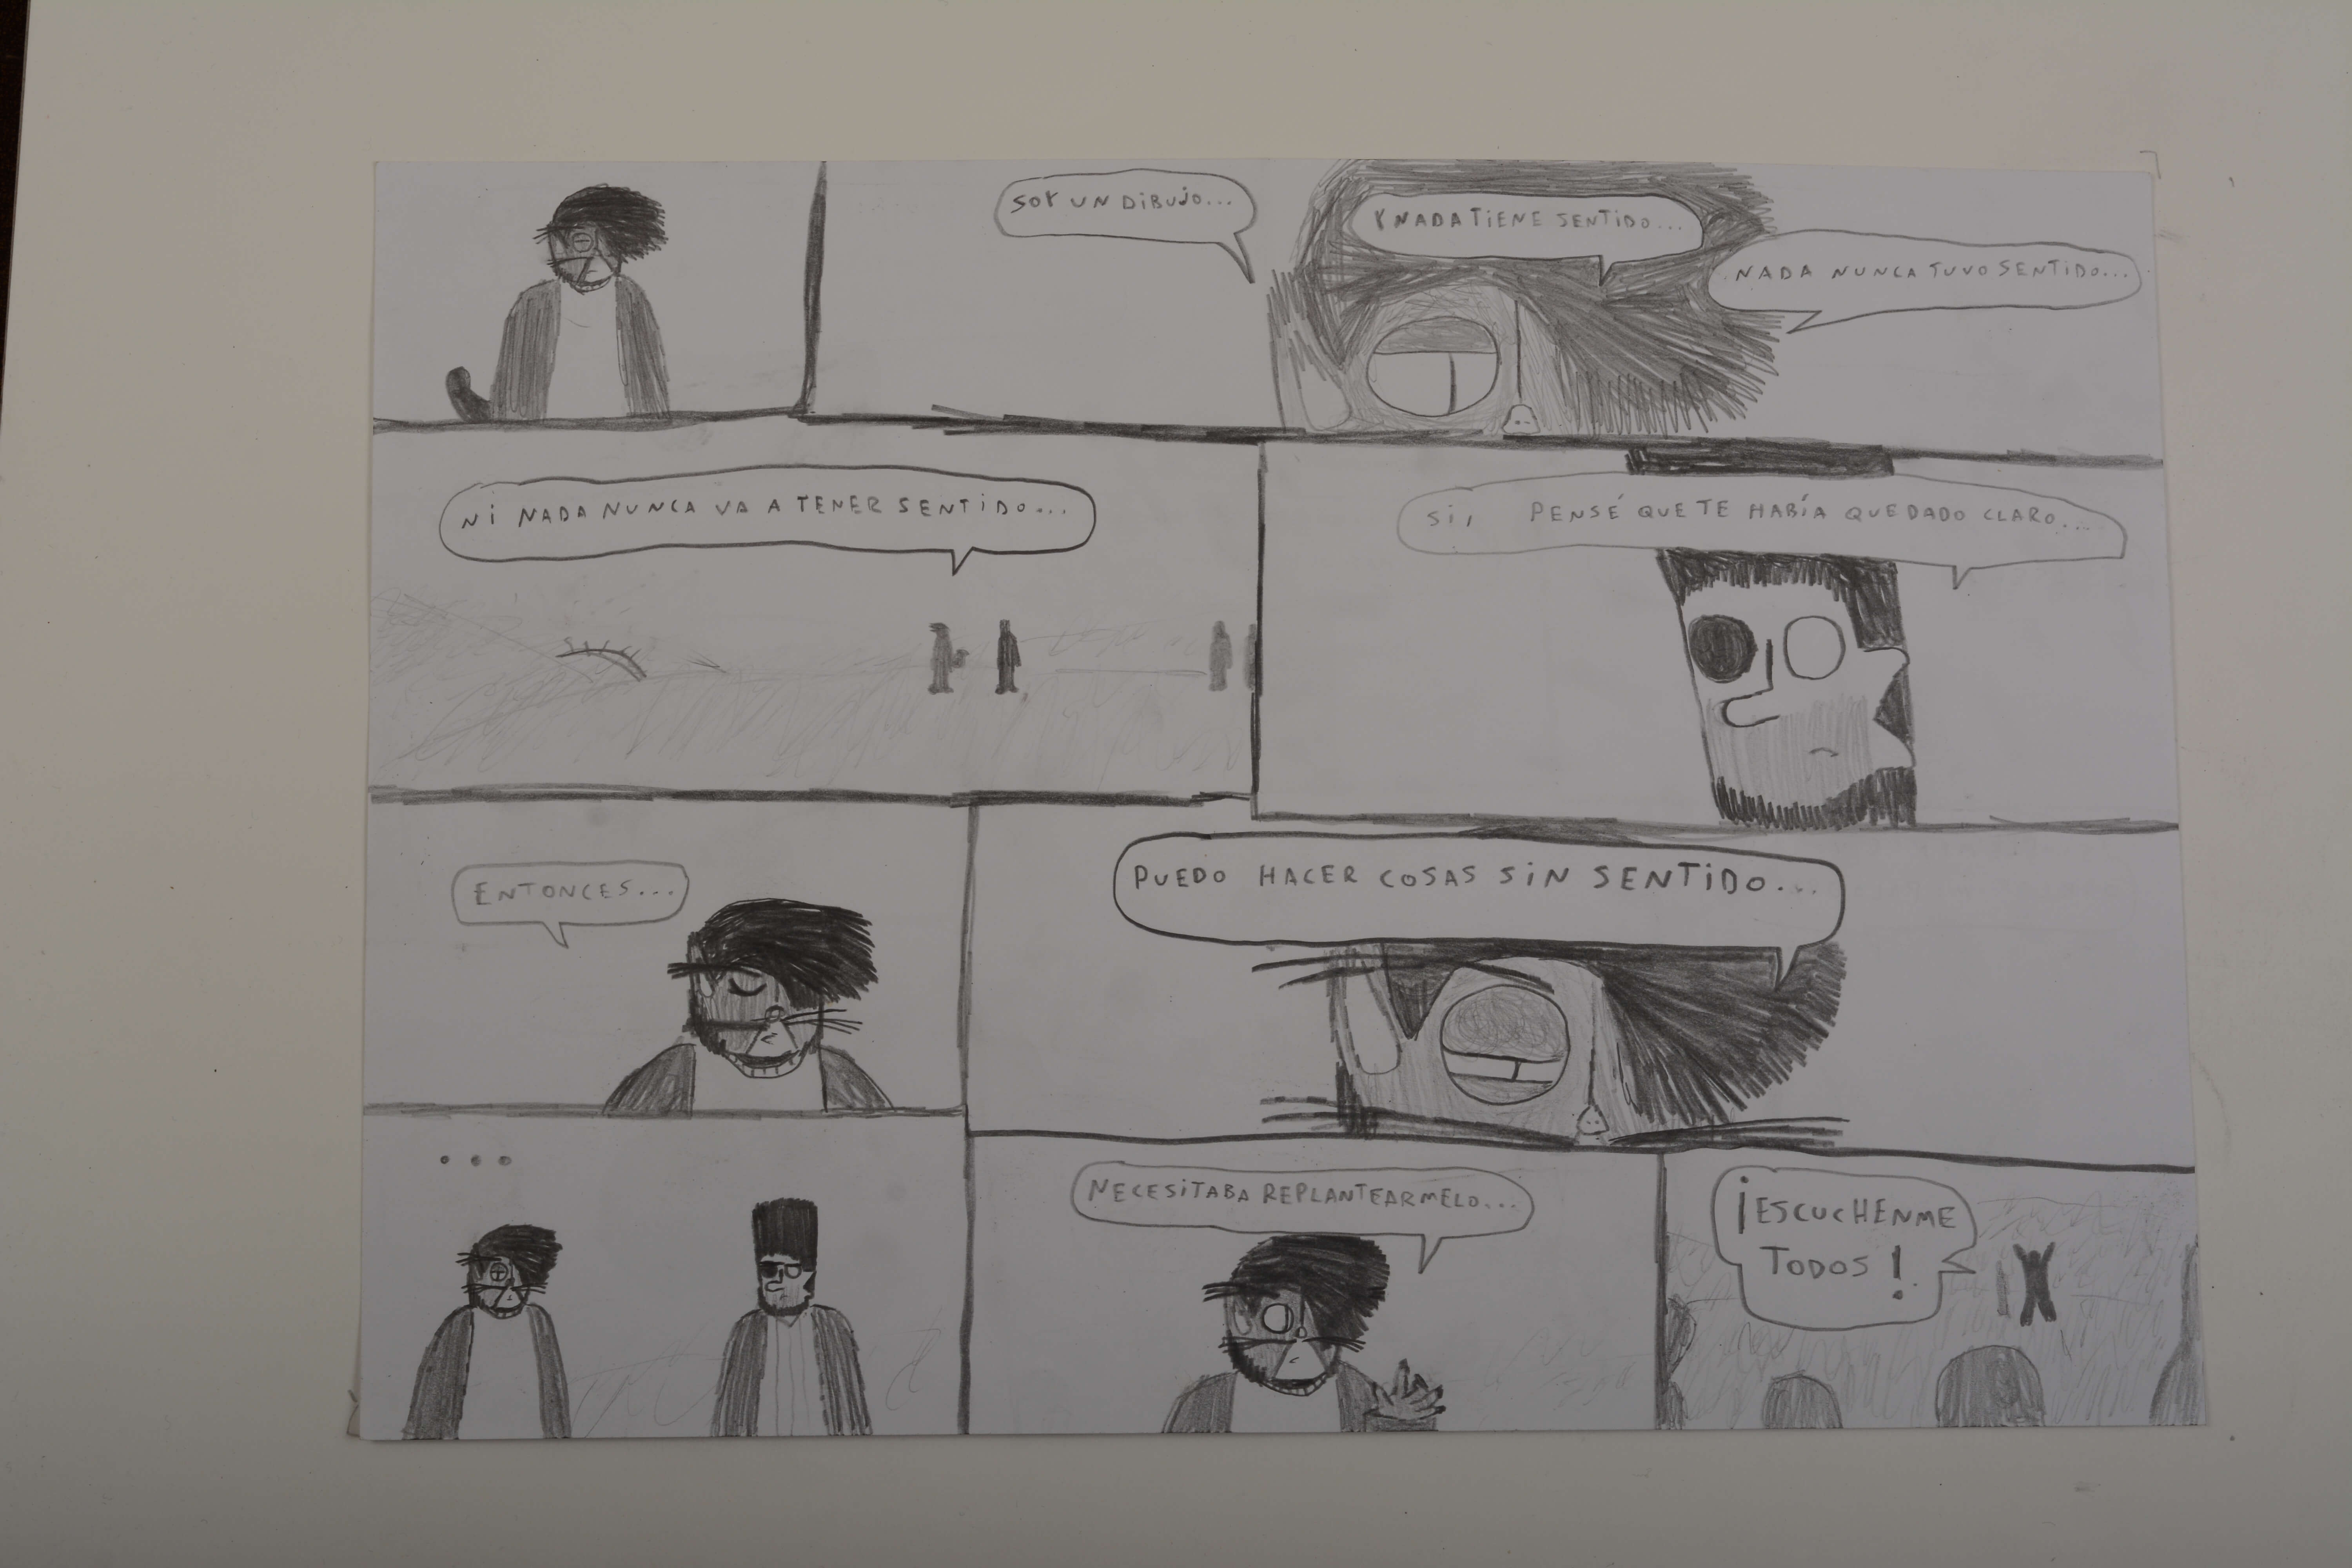 SOY UN DIBUJO...
Y NADA TIENE SENTIDO...
NADA NUNCA TUVO SENTIDO...
NI NADA NUNCA VA A TENER SENTIDO...
SI, PENSÉ QUE TE HABÍA QUEDADO CLARO....
ENTONCES...
PUEDO HACER COSAS SIN SENTIDO...
...
NECESITABA REPLANTEARMELO...
¡ESCUCHENME
TODOS!